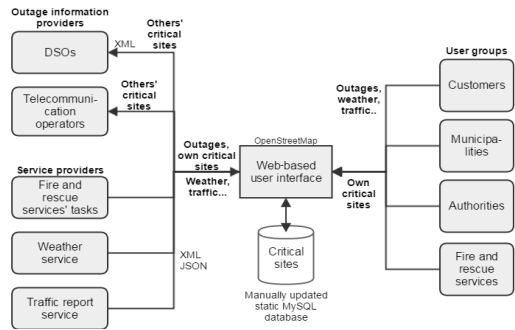 Outage information
providers
DSOs
XML
Others'
critical
sites
Telecommuni-
cation
operators
Others'
critical
sites
Service providers
Fire and
rescue
services' tasks
Weather
service
Traffic report
service
XML
JSON
Outages,
own critical
sites
Weather,
traffic...
OpenStreetMap
Web-based
user interface
Critical
sites
Manually updated
static MySQL
database
Outages,
weather,
traffic..
Own
critical
sites
User groups
Customers
Municipa-
lities
Authorities
Fire and
rescue
services